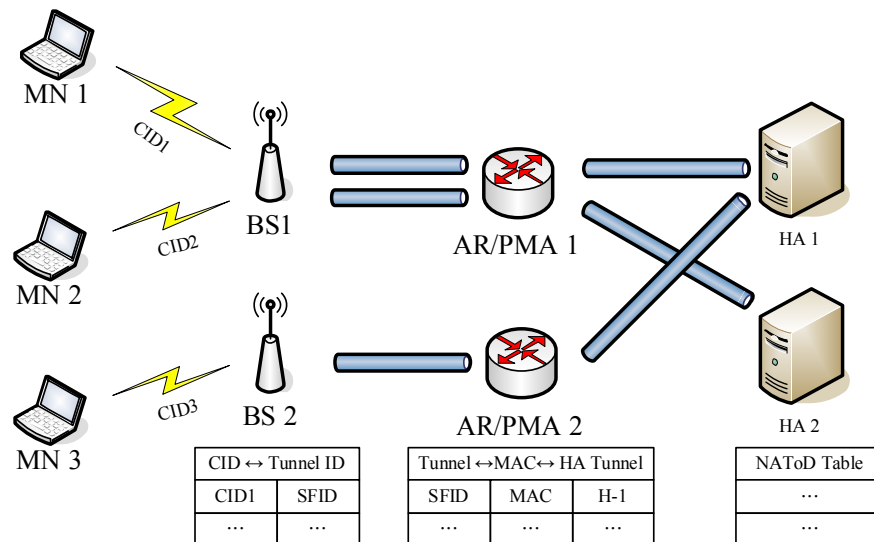 MN 1
CID1
BS1
AR/PMA 1
HA 1
MN 2
CID2
MN 3
CID3
BS 2
AR/PMA 2
HA 2
CID ↔ Tunnel ID
CID1 SFID
... ...
Tunnel ↔MAC↔ HA Tunnel
SFID MAC H-1
... ... ...
NAToD Table
...
...